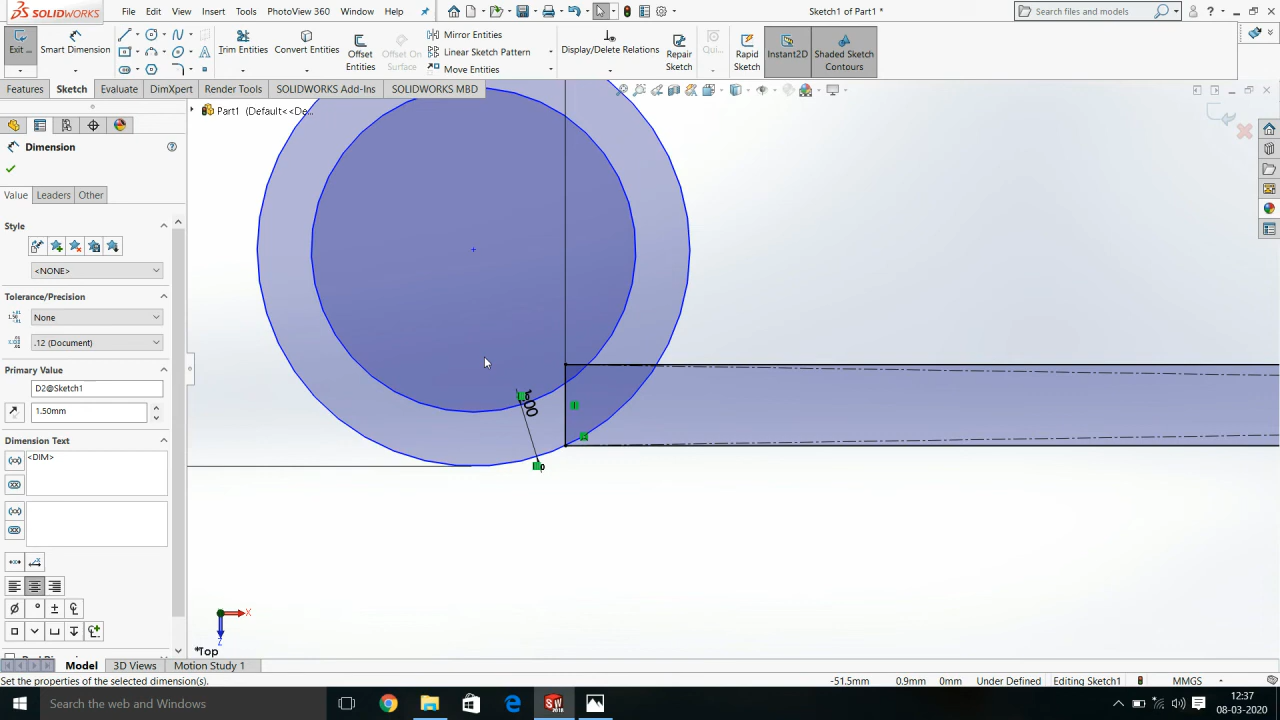 SOLIDWORKS File Edit View Insert Tools PhotoView 360 Window Help Sketch1 of Part1 * Search files and models ?
Exit ... Smart Dimension Trim Entities Convert Entities Offset Entities Offset On Surface Mirror Entities Linear Sketch Pattern Move Entities Display/Delete Relations Repair Sketch Qui... Rapid Sketch Instant2D Shaded Sketch Contours
Features Sketch Evaluate DimXpert Render Tools SOLIDWORKS Add-Ins SOLIDWORKS MBD
Part1 (Default<<De...
Dimension
Value Leaders Other
Style
<NONE>
Tolerance/Precision
None
.12 (Document)
Primary Value
D2@Sketch1
1.50mm
Dimension Text
<DIM>
X
Z
*Top
Model 3D Views Motion Study 1
Set the properties of the selected dimension(s). -51.5mm 0.9mm 0mm Under Defined Editing Sketch1 MMGS
Search the web and Windows
12:37
08-03-2020